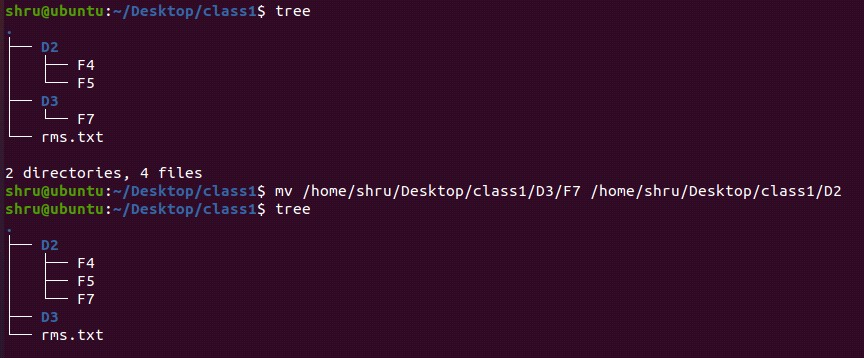 shru@ubuntu:~/Desktop/class1$ tree
.
├── D2
│   ├── F4
│   └── F5
├── D3
│   └── F7
└── rms.txt
2 directories, 4 files
shru@ubuntu:~/Desktop/class1$ mv /home/shru/Desktop/class1/D3/F7 /home/shru/Desktop/class1/D2
shru@ubuntu:~/Desktop/class1$ tree
.
├── D2
│   ├── F4
│   ├── F5
│   └── F7
├── D3
└── rms.txt